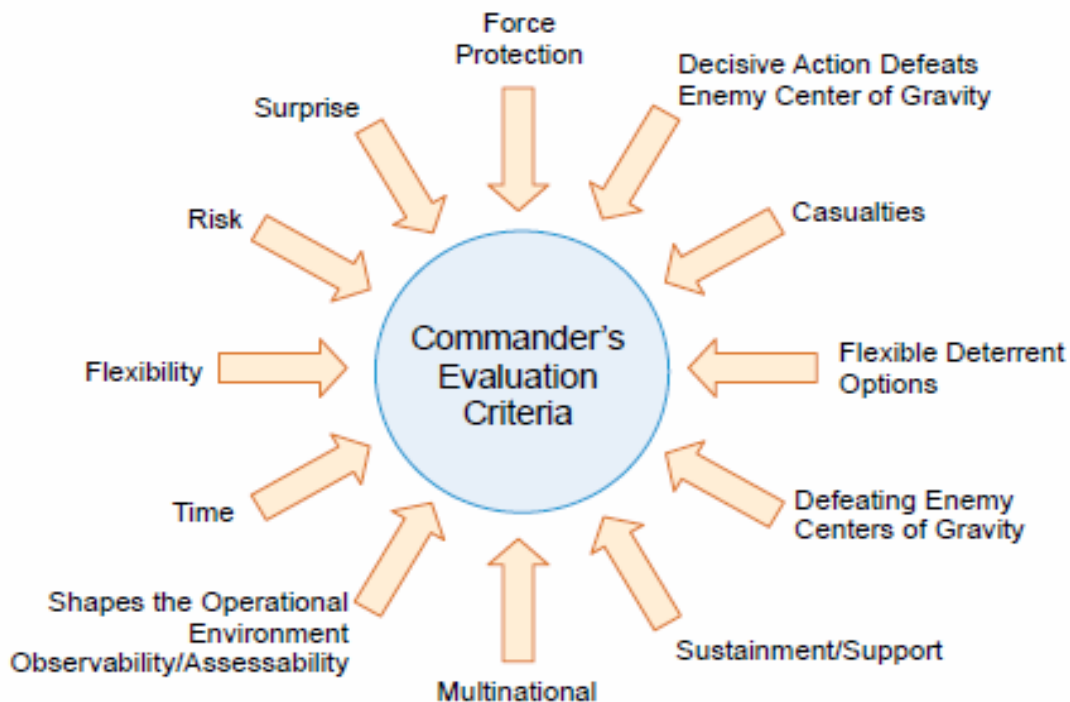 Force
Protection
Decisive Action Defeats
Enemy Center of Gravity
Surprise
Casualties
Risk
Commander's
Evaluation
Criteria
Flexibility
Flexible Deterrent
Options
Time
Defeating Enemy
Centers of Gravity
Shapes the Operational
Environment
Observability/Assessability
Sustainment/Support
Multinational